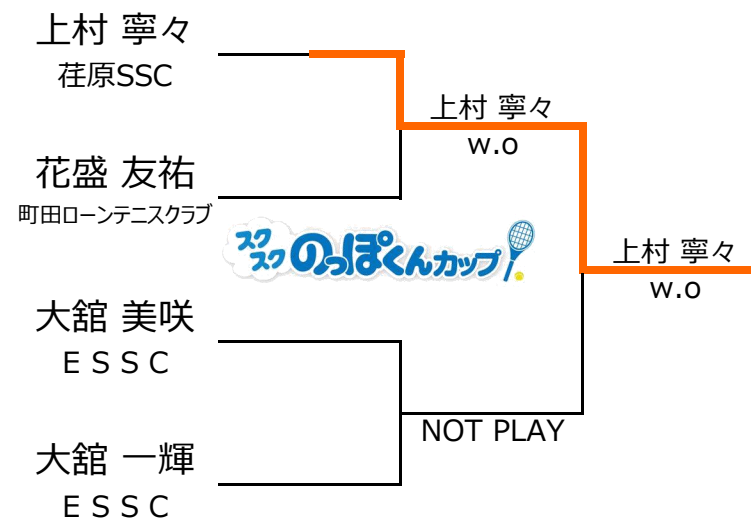 上村 寧々
荏原SSC
上村 寧々
w.o
花盛 友祐
町田ローンテニスクラブ
スクスクのっぽくんカップ
上村 寧々
w.o
大舘 美咲
ＥＳＳＣ
NOT PLAY
大舘 一輝
ＥＳＳＣ